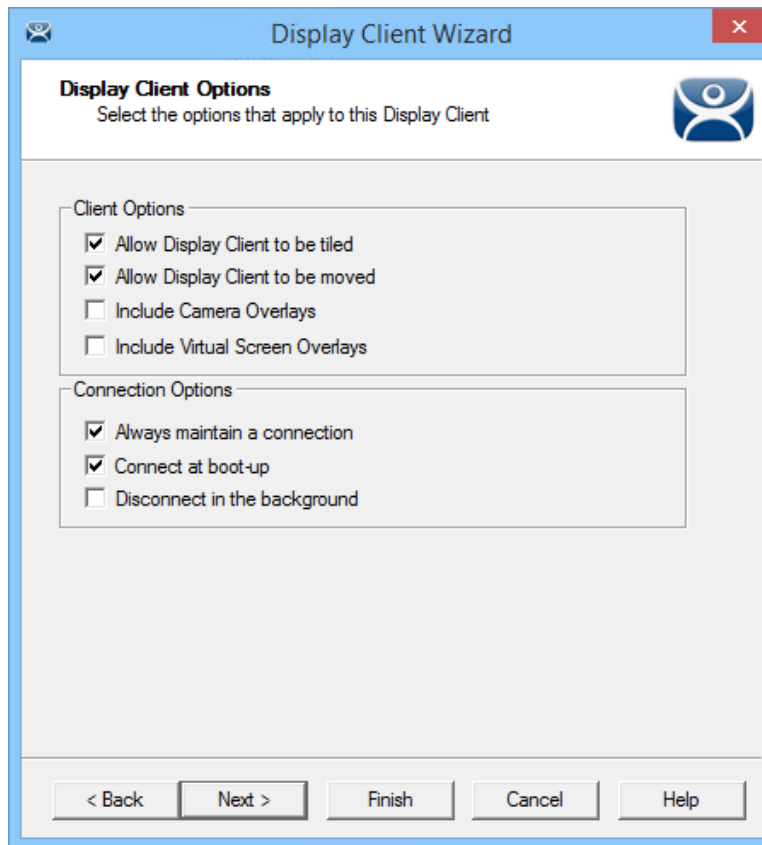 Display Client Wizard
Display Client Options
Select the options that apply to this Display Client
Client Options
Allow Display Client to be tiled
Allow Display Client to be moved
Include Camera Overlays
Include Virtual Screen Overlays
Connection Options
Always maintain a connection
Connect at boot-up
Disconnect in the background
< Back Next > Finish Cancel Help